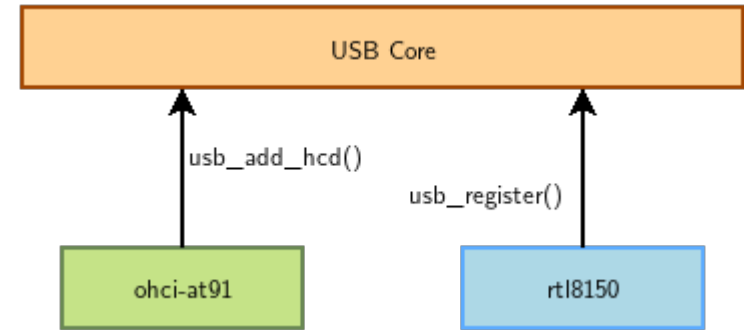 USB Core
usb_add_hcd()
usb_register()
ohci-at91
rtl8150